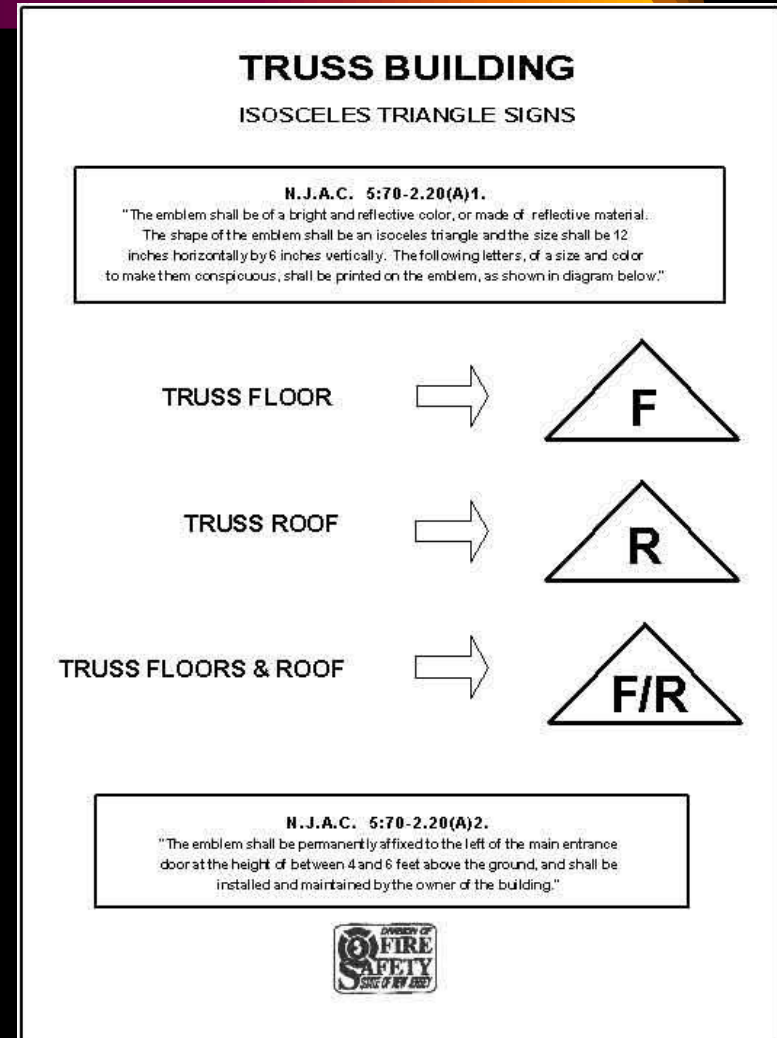 TRUSS BUILDING
ISOSCELES TRIANGLE SIGNS
N.J.A.C. 5:70-2.20(A)1.
"The emblem shall be of a bright and reflective color, or made of reflective material.
The shape of the emblem shall be an isoceles triangle and the size shall be 12
inches horizontally by 6 inches vertically. The following letters, of a size and color
to make them conspicuous, shall be printed on the emblem, as shown in diagram below."
TRUSS FLOOR
F
TRUSS ROOF
R
TRUSS FLOORS & ROOF
F/R
N.J.A.C. 5:70-2.20(A)2.
"The emblem shall be permanently affixed to the left of the main entrance
door at the height of between 4 and 6 feet above the ground, and shall be
installed and maintained by the owner of the building."
DIVISION OF
FIRE
SAFETY
STATE OF NEW JERSEY